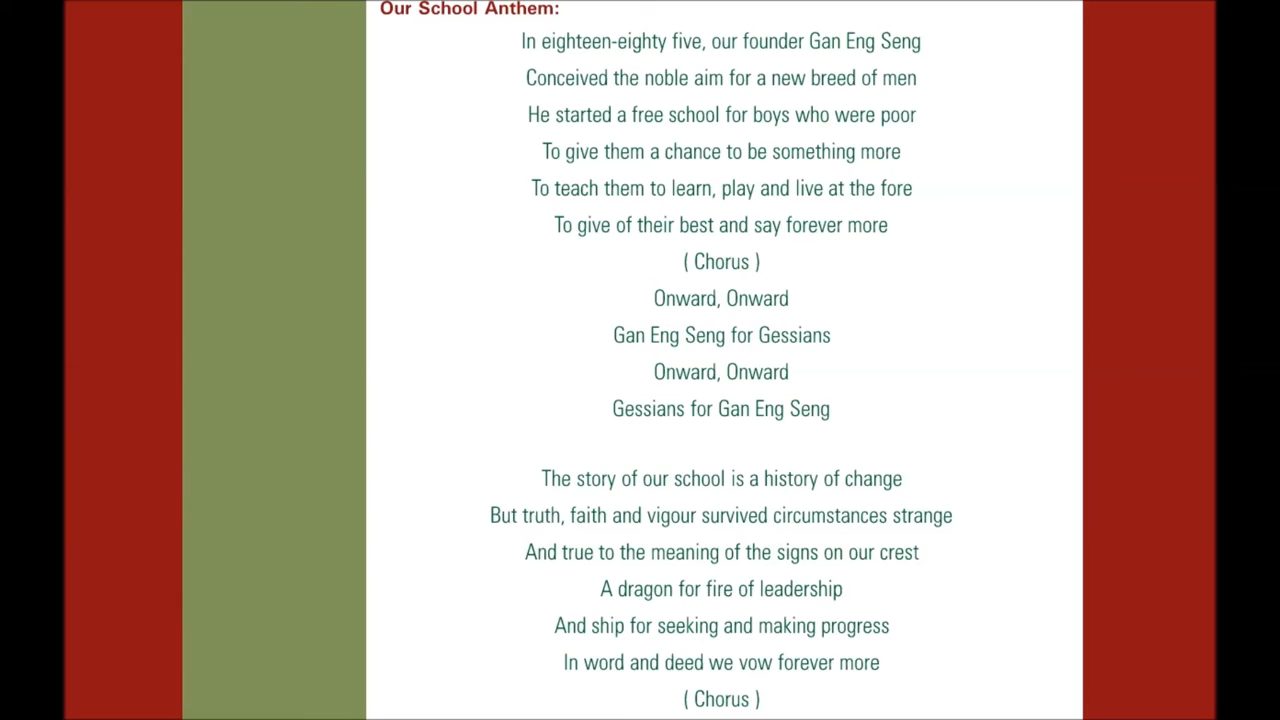 Our School Anthem:
In eighteen-eighty five, our founder Gan Eng Seng
Conceived the noble aim for a new breed of men
He started a free school for boys who were poor
To give them a chance to be something more
To teach them to learn, play and live at the fore
To give of their best and say forever more
( Chorus )
Onward, Onward
Gan Eng Seng for Gessians
Onward, Onward
Gessians for Gan Eng Seng
The story of our school is a history of change
But truth, faith and vigour survived circumstances strange
And true to the meaning of the signs on our crest
A dragon for fire of leadership
And ship for seeking and making progress
In word and deed we vow forever more
( Chorus )